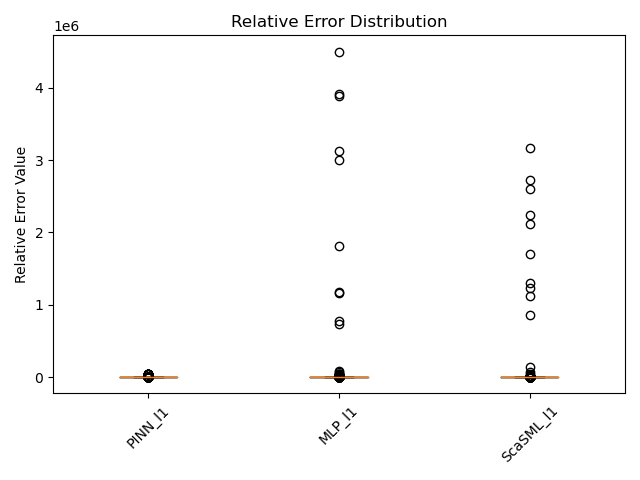 Relative Error Distribution
1e6
4
3
2
1
0
Relative Error Value
PINN_l1
MLP_l1
ScaSML_l1